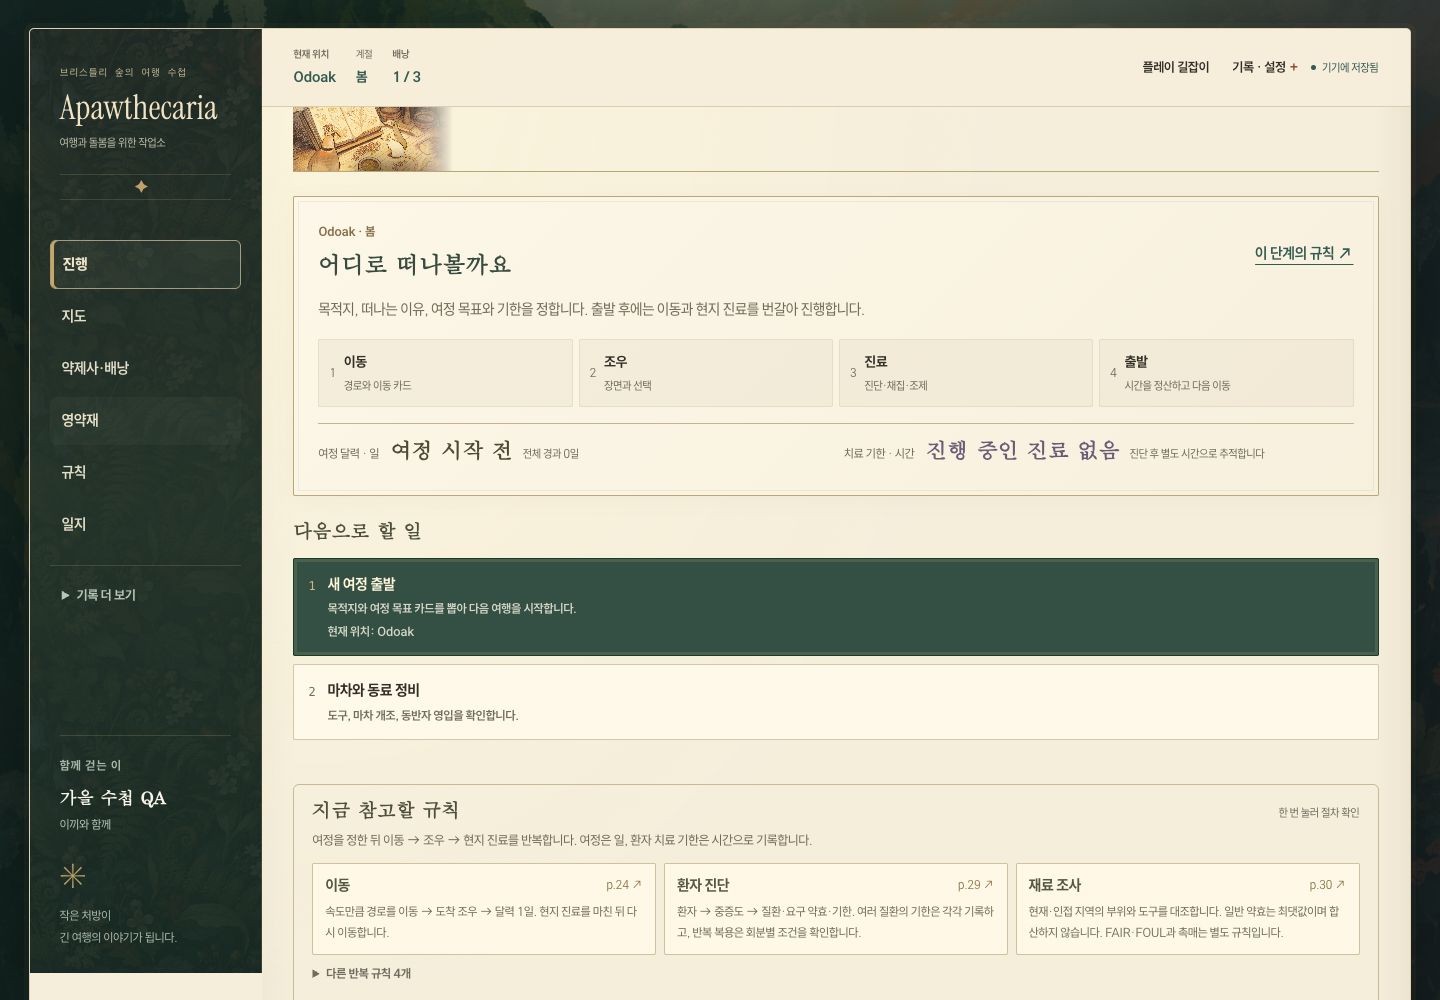 브리스틀리 숲의 여행 수첩
Apawthecaria
여행과 돌봄을 위한 작업소
진행
지도
약제사·배낭
영약재
규칙
일지
▶ 기록 더 보기
함께 걷는 이
가을 수첩 QA
이끼와 함께
작은 처방이
긴 여행의 이야기가 됩니다.
현재 위치 계절 배낭
Odoak 봄 1 / 3
플레이 길잡이 기록 · 설정 + 기기에 저장됨
Odoak · 봄
어디로 떠나볼까요
이 단계의 규칙 ↗
목적지, 떠나는 이유, 여정 목표와 기한을 정합니다. 출발 후에는 이동과 현지 진료를 번갈아 진행합니다.
1 이동
경로와 이동 카드
2 조우
장면과 선택
3 진료
진단·채집·조제
4 출발
시간을 정산하고 다음 이동
여정 달력 · 일 여정 시작 전 전체 경과 0일
치료 기한 · 시간 진행 중인 진료 없음 진단 후 별도 시간으로 추적합니다
다음으로 할 일
1 새 여정 출발
목적지와 여정 목표 카드를 뽑아 다음 여행을 시작합니다.
현재 위치: Odoak
2 마차와 동료 정비
도구, 마차 개조, 동반자 영입을 확인합니다.
지금 참고할 규칙
한 번 눌러 절차 확인
여정을 정한 뒤 이동 → 조우 → 현지 진료를 반복합니다. 여정은 일, 환자 치료 기한은 시간으로 기록합니다.
이동 p.24 ↗
속도만큼 경로를 이동 → 도착 조우 → 달력 1일. 현지 진료를 마친 뒤 다
시 이동합니다.
환자 진단 p.29 ↗
환자 → 중증도 → 질환·요구 약효·기한. 여러 질환의 기한은 각각 기록하
고, 반복 복용은 회분별 조건을 확인합니다.
재료 조사 p.30 ↗
현재·인접 지역의 부위와 도구를 대조합니다. 일반 약효는 최댓값이며 합
산하지 않습니다. FAIR·FOUL과 촉매는 별도 규칙입니다.
▶ 다른 반복 규칙 4개